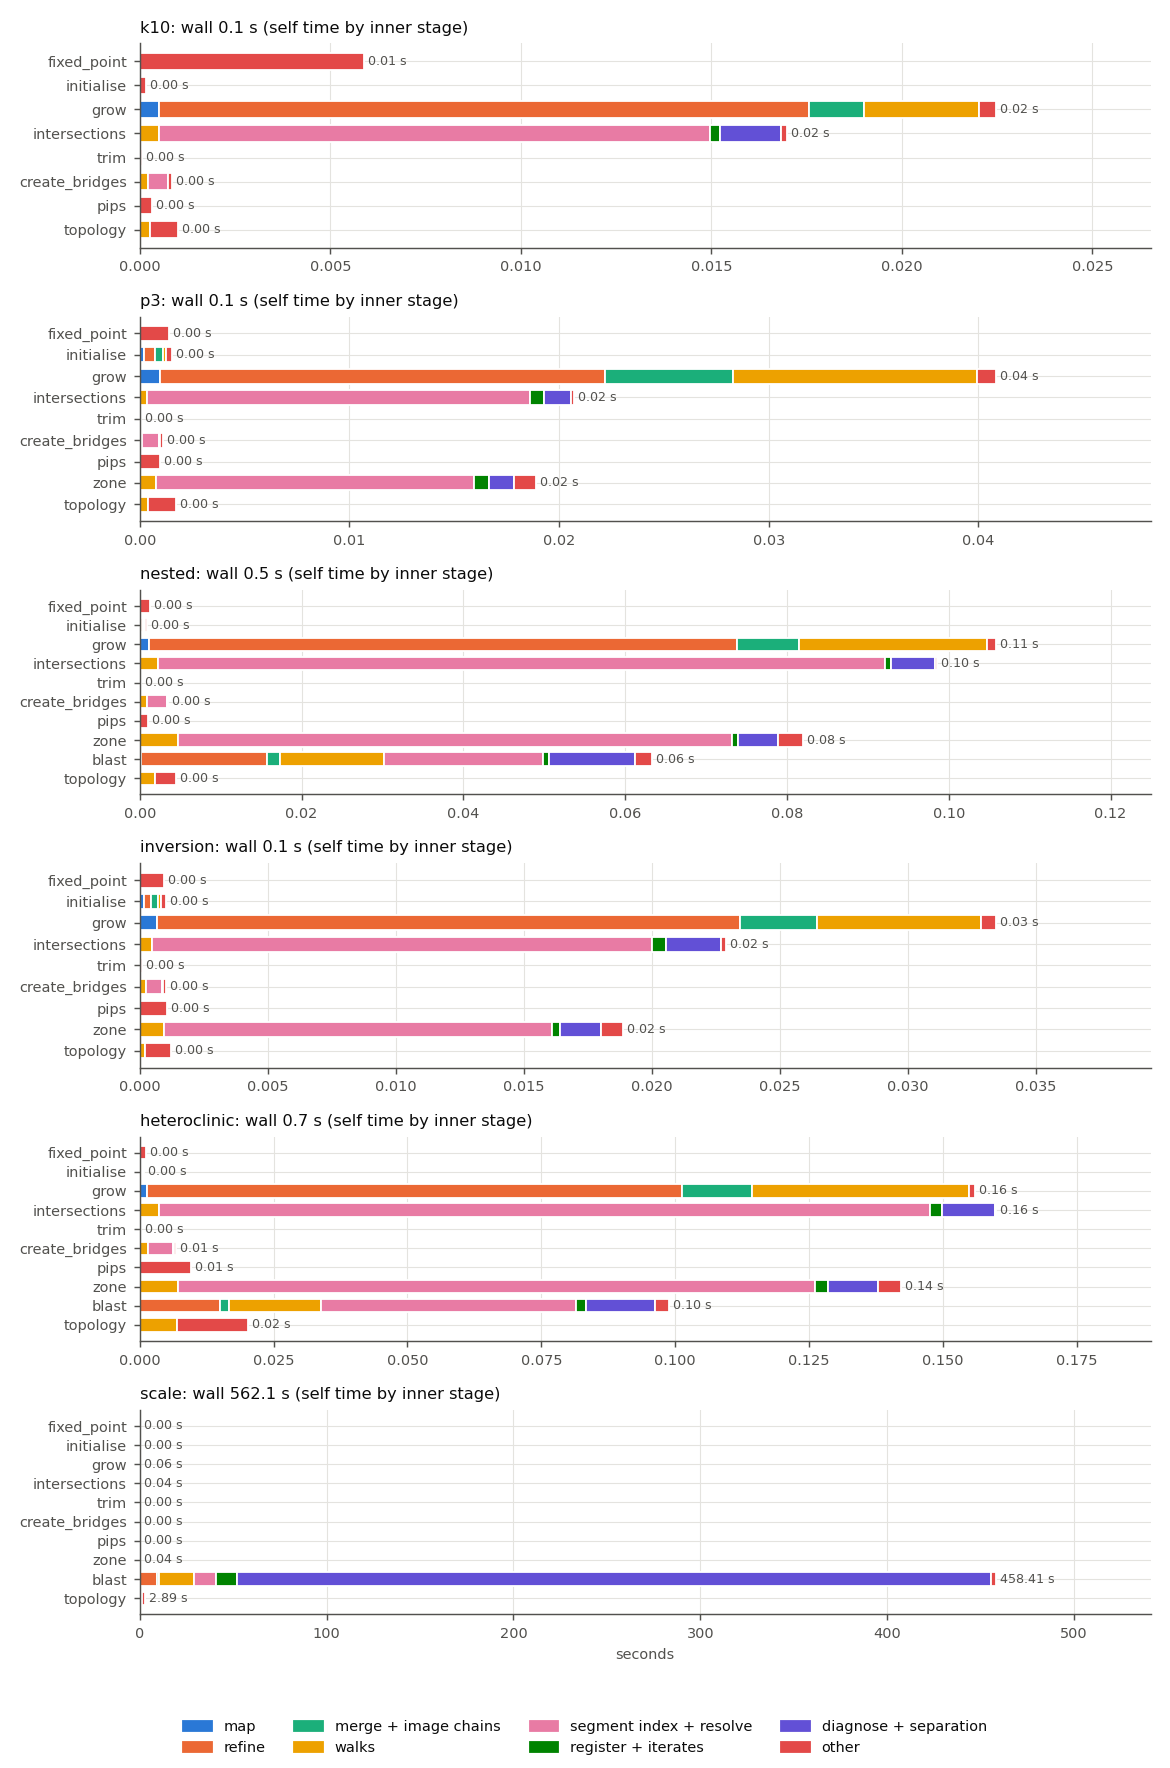 k10: wall 0.1 s (self time by inner stage)
fixed_point 0.01 s
initialise 0.00 s
grow 0.02 s
intersections 0.02 s
trim 0.00 s
create_bridges 0.00 s
pips 0.00 s
topology 0.00 s
0.000 0.005 0.010 0.015 0.020 0.025
p3: wall 0.1 s (self time by inner stage)
fixed_point 0.00 s
initialise 0.00 s
grow 0.04 s
intersections 0.02 s
trim 0.00 s
create_bridges 0.00 s
pips 0.00 s
zone 0.02 s
topology 0.00 s
0.00 0.01 0.02 0.03 0.04
nested: wall 0.5 s (self time by inner stage)
fixed_point 0.00 s
initialise 0.00 s
grow 0.11 s
intersections 0.10 s
trim 0.00 s
create_bridges 0.00 s
pips 0.00 s
zone 0.08 s
blast 0.06 s
topology 0.00 s
0.00 0.02 0.04 0.06 0.08 0.10 0.12
inversion: wall 0.1 s (self time by inner stage)
fixed_point 0.00 s
initialise 0.00 s
grow 0.03 s
intersections 0.02 s
trim 0.00 s
create_bridges 0.00 s
pips 0.00 s
zone 0.02 s
topology 0.00 s
0.000 0.005 0.010 0.015 0.020 0.025 0.030 0.035
heteroclinic: wall 0.7 s (self time by inner stage)
fixed_point 0.00 s
initialise 0.00 s
grow 0.16 s
intersections 0.16 s
trim 0.00 s
create_bridges 0.01 s
pips 0.01 s
zone 0.14 s
blast 0.10 s
topology 0.02 s
0.000 0.025 0.050 0.075 0.100 0.125 0.150 0.175
scale: wall 562.1 s (self time by inner stage)
fixed_point 0.00 s
initialise 0.00 s
grow 0.06 s
intersections 0.04 s
trim 0.00 s
create_bridges 0.00 s
pips 0.00 s
zone 0.04 s
blast 458.41 s
topology 2.89 s
0 100 200 300 400 500
seconds
map merge + image chains segment index + resolve diagnose + separation
refine walks register + iterates other